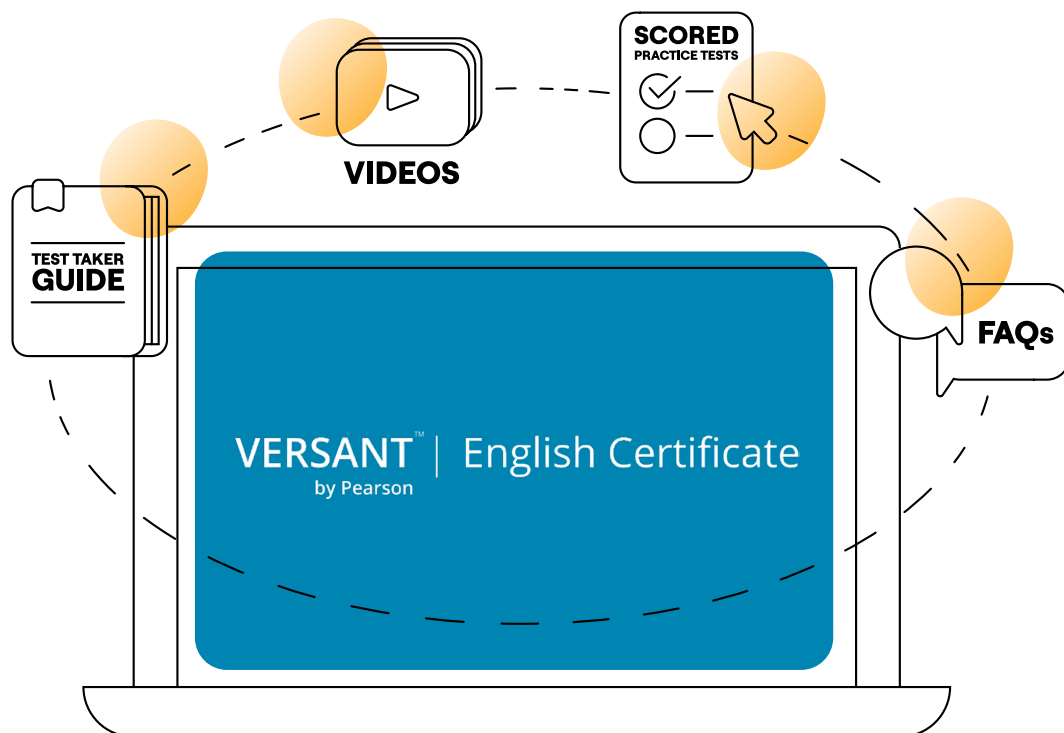 SCORED
PRACTICE TESTS
VIDEOS
TEST TAKER
GUIDE
FAQs
VERSANT™ | English Certificate
by Pearson